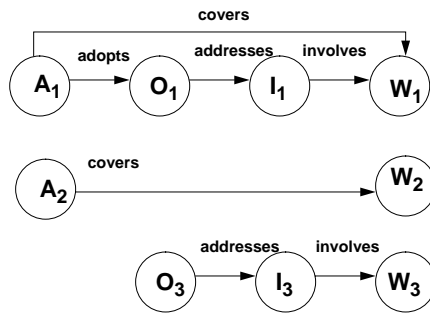 covers
adopts addresses involves
A1 O1 I1 W1
covers
A2 W2
addresses involves
O3 I3 W3